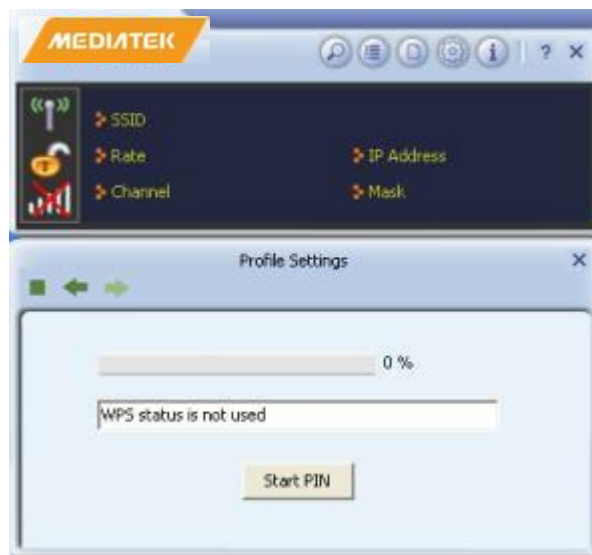 MEDIATEK
? ×
SSID
Rate
IP Address
Channel
Mask
Profile Settings
×
0 %
WPS status is not used
Start PIN